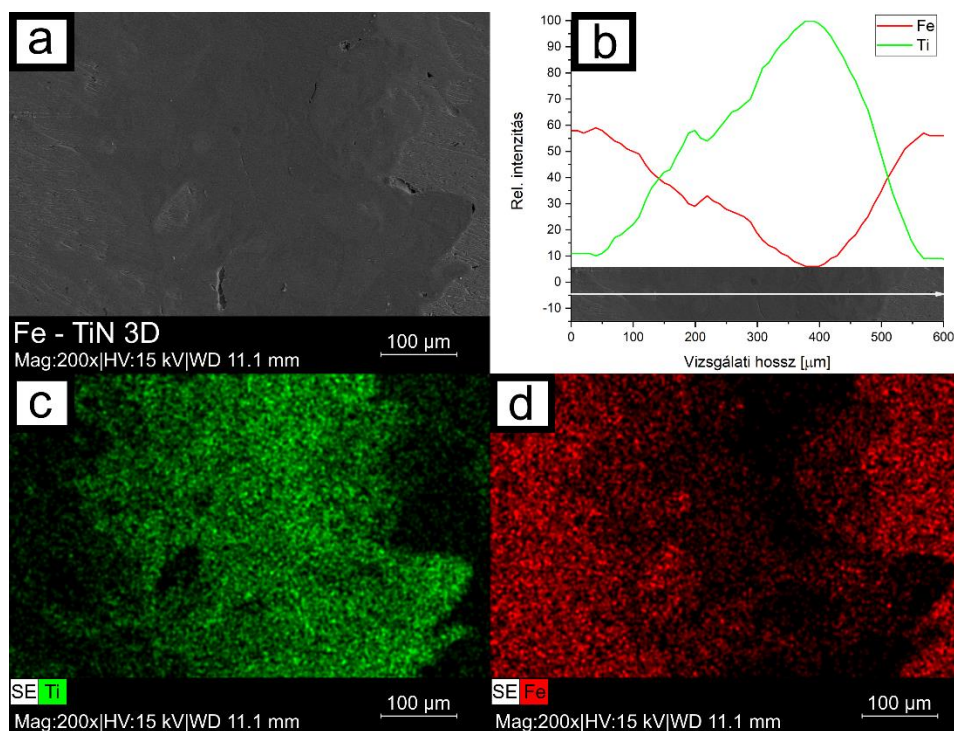 a
Fe - TiN 3D
Mag:200x|HV:15 kV|WD 11.1 mm
100 µm
b
Fe
Ti
Rel. intenzitás
100
90
80
70
60
50
40
30
20
10
0
-10
0 100 200 300 400 500 600
Vizsgálati hossz [µm]
c
SE Ti
Mag:200x|HV:15 kV|WD 11.1 mm
100 µm
d
SE Fe
Mag:200x|HV:15 kV|WD 11.1 mm
100 µm